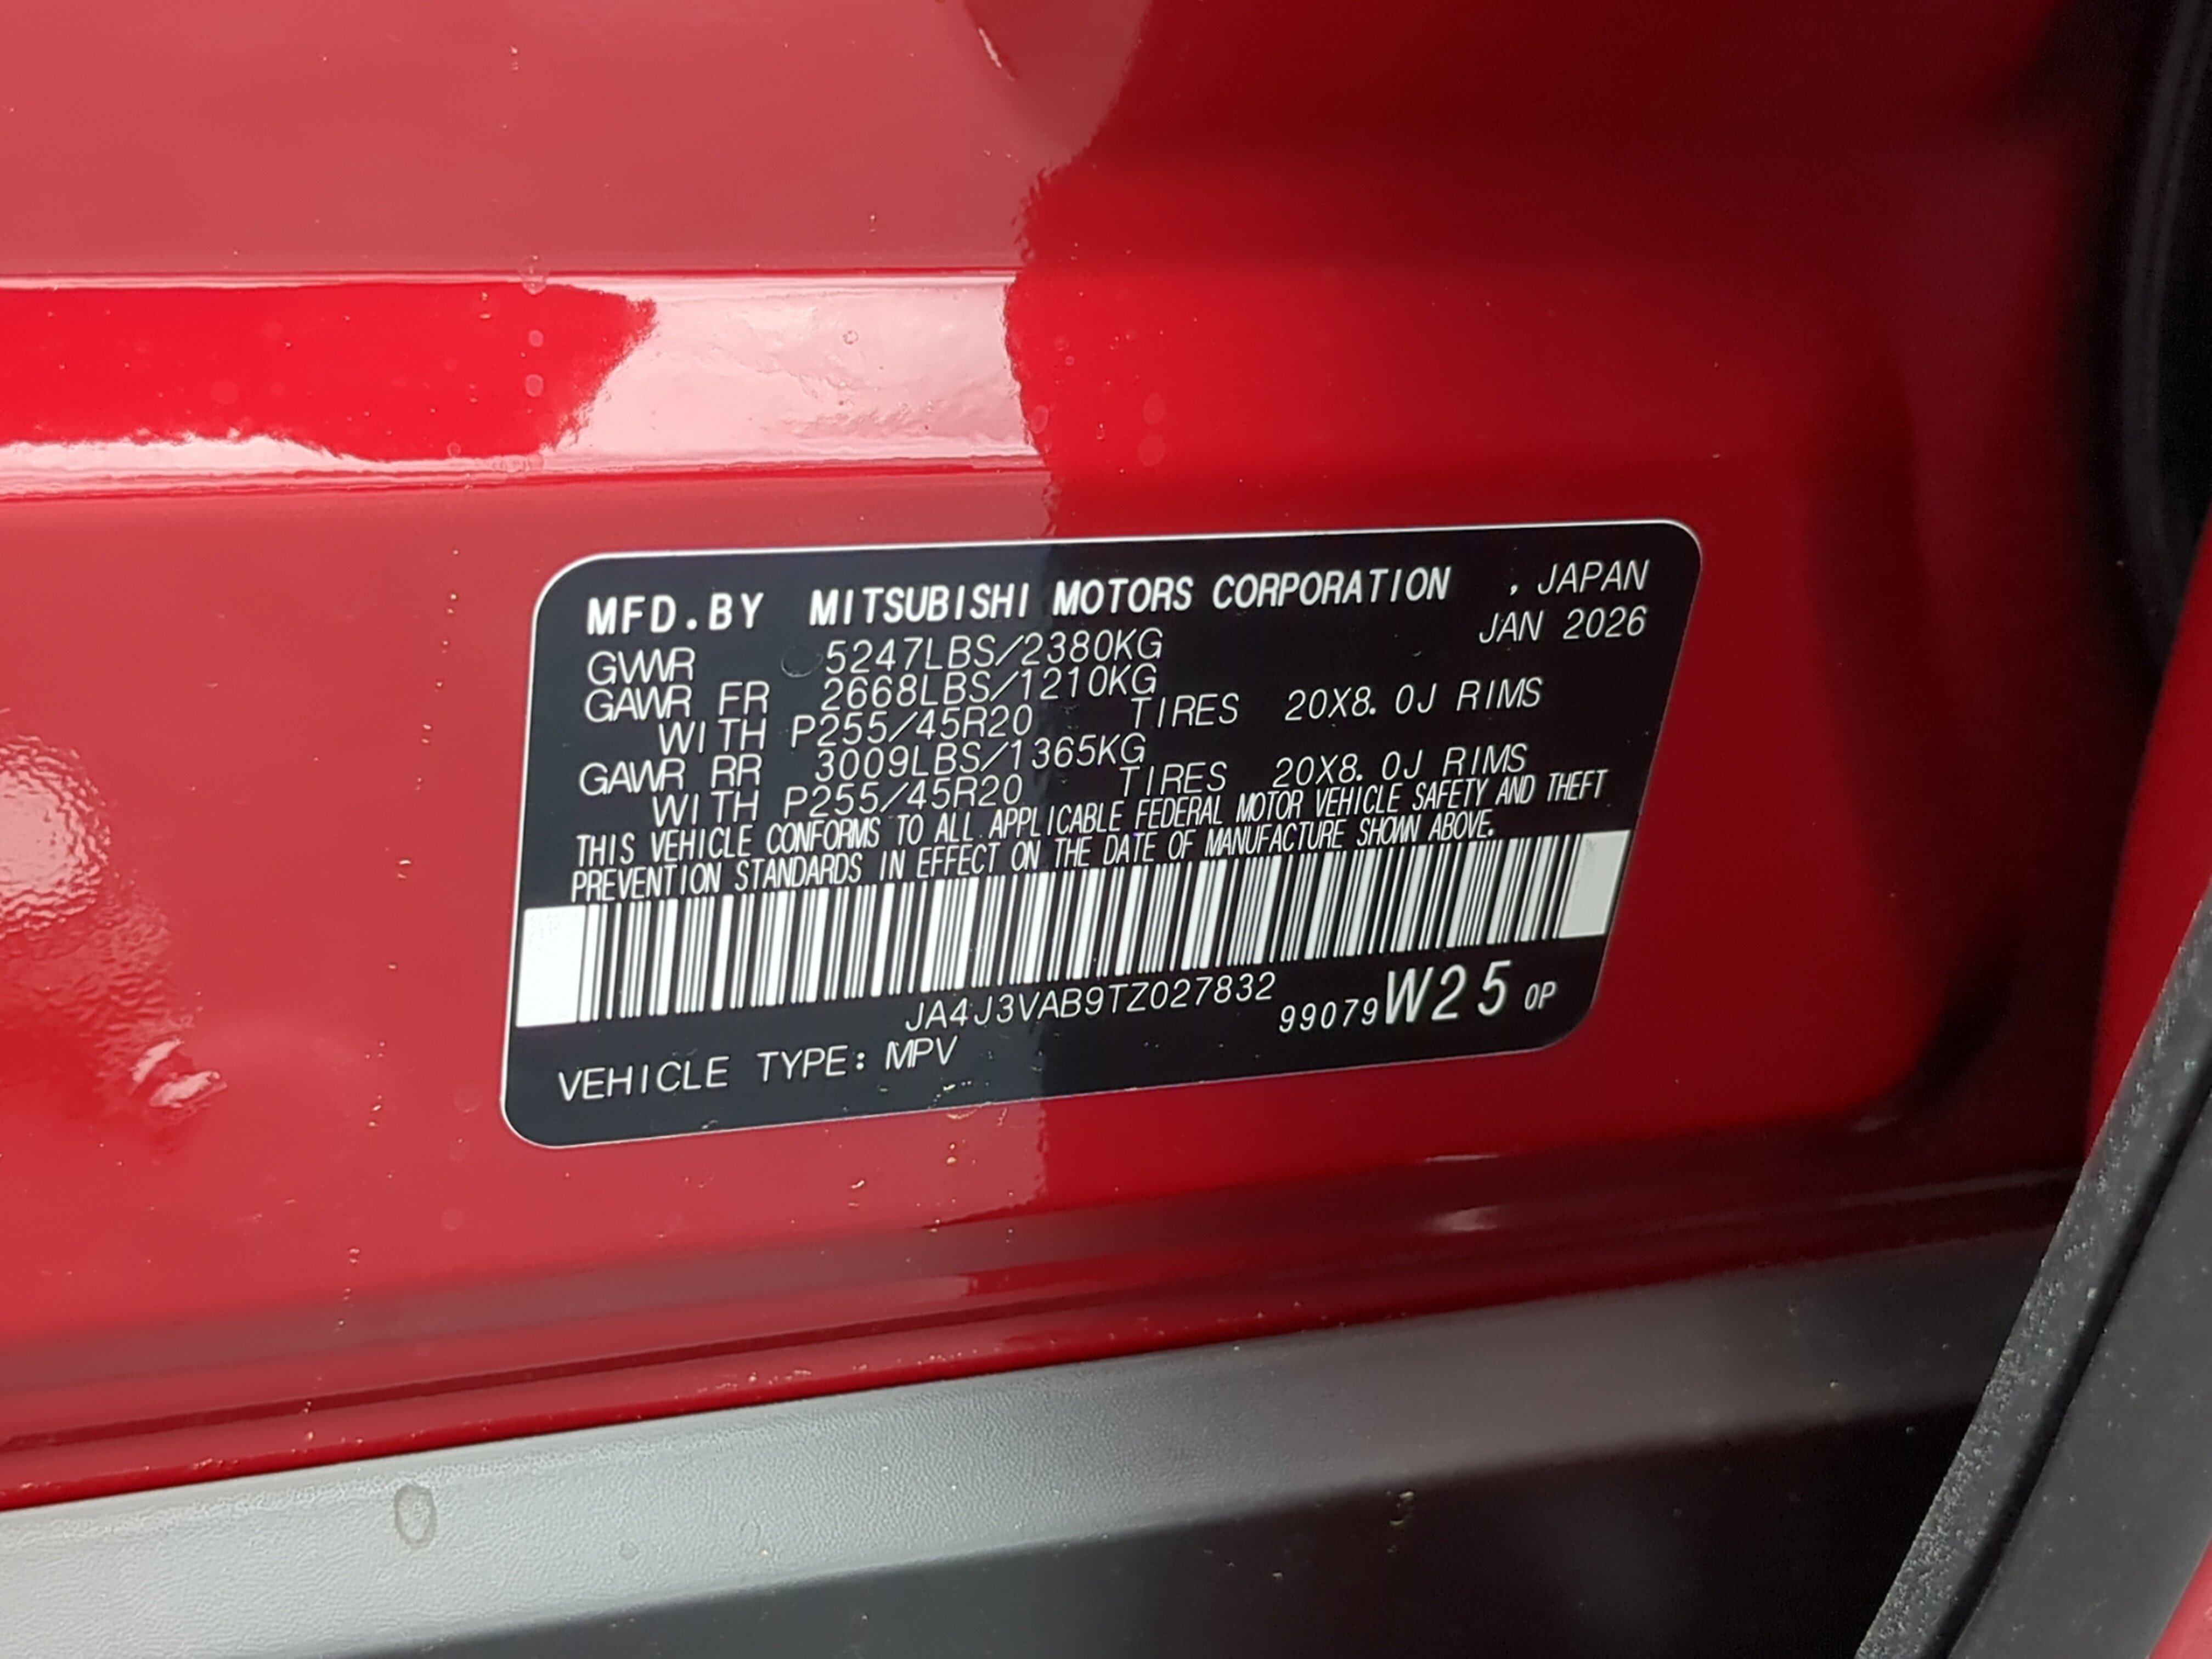 MFD.BY MITSUBISHI MOTORS CORPORATION , JAPAN
JAN 2026
GVWR 5247LBS/2380KG
GAWR FR 2668LBS/1210KG
WITH P255/45R20 TIRES 20X8.0J RIMS
GAWR RR 3009LBS/1365KG
WITH P255/45R20 TIRES 20X8.0J RIMS
THIS VEHICLE CONFORMS TO ALL APPLICABLE FEDERAL MOTOR VEHICLE SAFETY AND THEFT
PREVENTION STANDARDS IN EFFECT ON THE DATE OF MANUFACTURE SHOWN ABOVE.
JA4J3VAB9TZ027832
99079W25 0P
VEHICLE TYPE: MPV